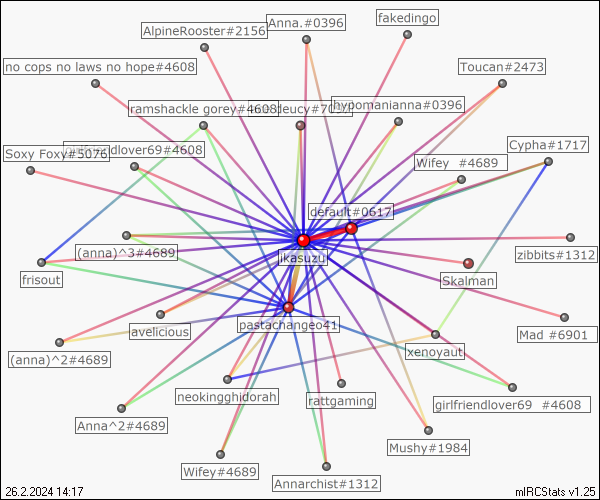 Anna.#0396
fakedingo
AlpineRooster#2156
no cops no laws no hope#4608
Toucan#2473
ramshackle gorey#4608
hypomanianna#0396
Cypha#1717
girlfriendlover69#4608
Soxy Foxy#5076
Wifey #4689
default#0617
(anna)^3#4689
jkasuzu
zibbits#1312
frisout
Skalman
avelicious
pastachangeo41
Mad #6901
xenoyaut
(anna)^2#4689
neokingghidorah
rattgaming
girlfriendlover69 #4608
Anna^2#4689
Mushy#1984
Wifey#4689
Annarchist#1312
26.2.2024 14:17
mIRCStats v1.25